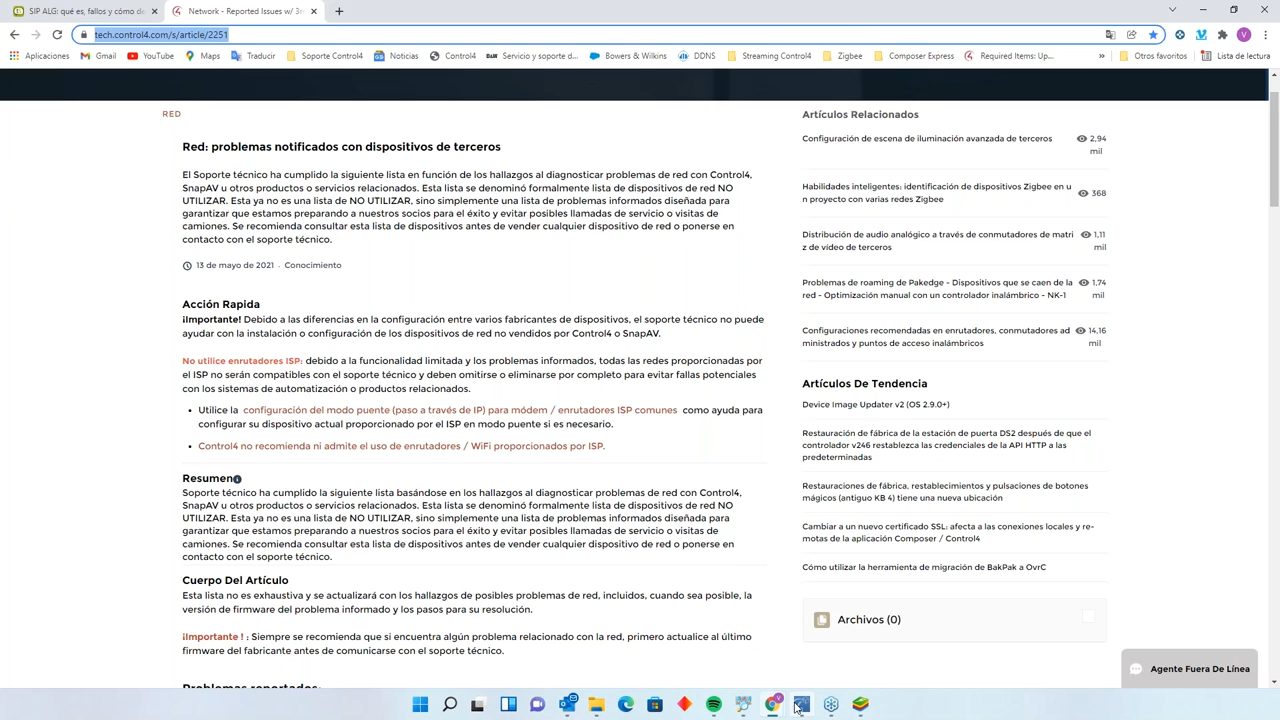 SIP ALG: qué es, fallos y cómo de
Network - Reported Issues w/ 3r
tech.control4.com/s/article/2251
Aplicaciones
Gmail
YouTube
Maps
Traducir
Soporte Control4
Noticias
Control4
Servicio y soporte d...
Bowers & Wilkins
DDNS
Streaming Control4
Zigbee
Composer Express
Required Items: Up...
»
Otros favoritos
Lista de lectura
RED
Red: problemas notificados con dispositivos de terceros
El Soporte técnico ha cumplido la siguiente lista en función de los hallazgos al diagnosticar problemas de red con Control4,
SnapAV u otros productos o servicios relacionados. Esta lista se denominó formalmente lista de dispositivos de red NO
UTILIZAR. Esta ya no es una lista de NO UTILIZAR, sino simplemente una lista de problemas informados diseñada para
garantizar que estamos preparando a nuestros socios para el éxito y evitar posibles llamadas de servicio o visitas de
camiones. Se recomienda consultar esta lista de dispositivos antes de vender cualquier dispositivo de red o ponerse en
contacto con el soporte técnico.
13 de mayo de 2021 · Conocimiento
Acción Rapida
¡Importante! Debido a las diferencias en la configuración entre varios fabricantes de dispositivos, el soporte técnico no puede
ayudar con la instalación o configuración de los dispositivos de red no vendidos por Control4 o SnapAV.
No utilice enrutadores ISP: debido a la funcionalidad limitada y los problemas informados, todas las redes proporcionadas por
el ISP no serán compatibles con el soporte técnico y deben omitirse o eliminarse por completo para evitar fallas potenciales
con los sistemas de automatización o productos relacionados.
• Utilice la configuración del modo puente (paso a través de IP) para módem / enrutadores ISP comunes como ayuda para
configurar su dispositivo actual proporcionado por el ISP en modo puente si es necesario.
• Control4 no recomienda ni admite el uso de enrutadores / WiFi proporcionados por ISP.
Resumen
Soporte técnico ha cumplido la siguiente lista basándose en los hallazgos al diagnosticar problemas de red con Control4,
SnapAV u otros productos o servicios relacionados. Esta lista se denominó formalmente lista de dispositivos de red NO
UTILIZAR. Esta ya no es una lista de NO UTILIZAR, sino simplemente una lista de problemas informados diseñada para
garantizar que estamos preparando a nuestros socios para el éxito y evitar posibles llamadas de servicio o visitas de
camiones. Se recomienda consultar esta lista de dispositivos antes de vender cualquier dispositivo de red o ponerse en
contacto con el soporte técnico.
Cuerpo Del Artículo
Esta lista no es exhaustiva y se actualizará con los hallazgos de posibles problemas de red, incluidos, cuando sea posible, la
versión de firmware del problema informado y los pasos para su resolución.
¡Importante ! : Siempre se recomienda que si encuentra algún problema relacionado con la red, primero actualice al último
firmware del fabricante antes de comunicarse con el soporte técnico.
Problemas reportados:
Artículos Relacionados
Configuración de escena de iluminación avanzada de terceros
2,94
mil
Habilidades inteligentes: identificación de dispositivos Zigbee en u
n proyecto con varias redes Zigbee
368
Distribución de audio analógico a través de conmutadores de matri
z de vídeo de terceros
1,11
mil
Problemas de roaming de Pakedge - Dispositivos que se caen de la
red - Optimización manual con un controlador inalámbrico - NK-1
1,74
mil
Configuraciones recomendadas en enrutadores, conmutadores ad
ministrados y puntos de acceso inalámbricos
14,16
mil
Artículos De Tendencia
Device Image Updater v2 (OS 2.9.0+)
Restauración de fábrica de la estación de puerta DS2 después de que el
controlador v246 restablezca las credenciales de la API HTTP a las
predeterminadas
Restauraciones de fábrica, restablecimientos y pulsaciones de botones
mágicos (antiguo KB 4) tiene una nueva ubicación
Cambiar a un nuevo certificado SSL: afecta a las conexiones locales y re-
motas de la aplicación Composer / Control4
Cómo utilizar la herramienta de migración de BakPak a OvrC
Archivos (0)
Agente Fuera De Línea